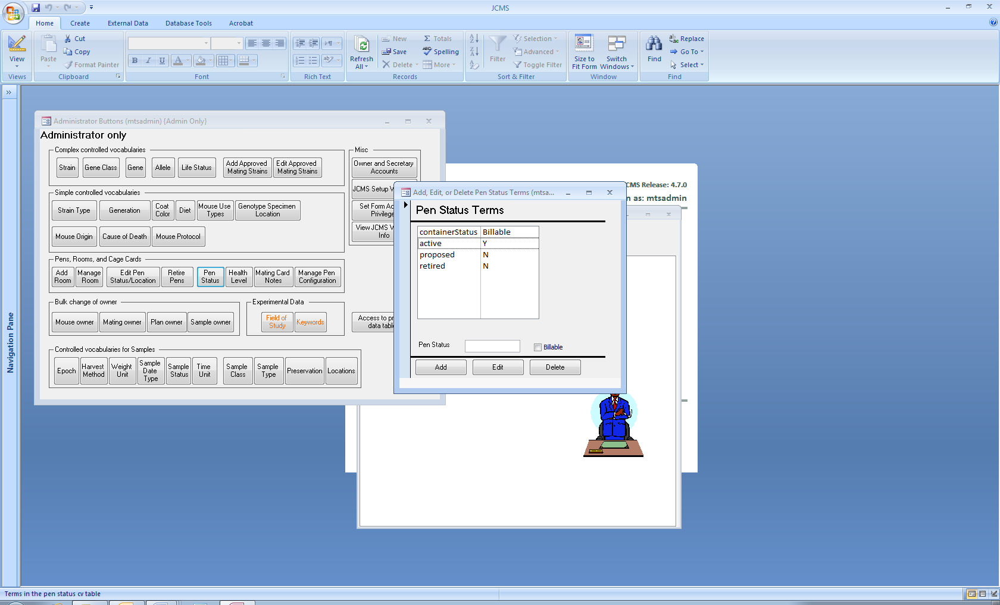 JCMS
Home Create External Data Database Tools Acrobat
View
Views
Paste
Cut
Copy
Format Painter
Clipboard
B I U A
Font
Rich Text
Refresh
All
New
Save
Delete
Totals
Spelling
More
Records
Filter
Selection
Advanced
Toggle Filter
Sort & Filter
Size to
Fit Form
Switch
Windows
Window
Find
Replace
Go To
Select
Find
Navigation Pane
Administrator Buttons (mtsadmin) {Admin Only}
Administrator only
Complex controlled vocabularies
Strain
Gene Class
Gene
Allele
Life Status
Add Approved
Mating Strains
Edit Approved
Mating Strains
Simple controlled vocabularies
Strain Type
Generation
Coat
Color
Diet
Mouse Use
Types
Genotype Specimen
Location
Mouse Origin
Cause of Death
Mouse Protocol
Pens, Rooms, and Cage Cards
Add
Room
Manage
Room
Edit Pen
Status/Location
Retire
Pens
Pen
Status
Health
Level
Mating Card
Notes
Manage Pen
Configuration
Bulk change of owner
Mouse owner
Mating owner
Plan owner
Sample owner
Experimental Data
Field of
Study
Keywords
Controlled vocabularies for Samples
Epoch
Harvest
Method
Weight
Unit
Sample
Date
Type
Sample
Status
Time
Unit
Sample
Class
Sample
Type
Preservation
Locations
Misc
Owner and Secretary
Accounts
JCMS Setup V
Set Form Ac
Privilege
View JCMS V
Info
Access to pr
data tabl
CMS Release: 4.7.0
n as: mtsadmin
Add, Edit, or Delete Pen Status Terms (mtsa...
Pen Status Terms
containerStatus Billable
active Y
proposed N
retired N
Pen Status
Billable
Add
Edit
Delete
Terms in the pen status cv table